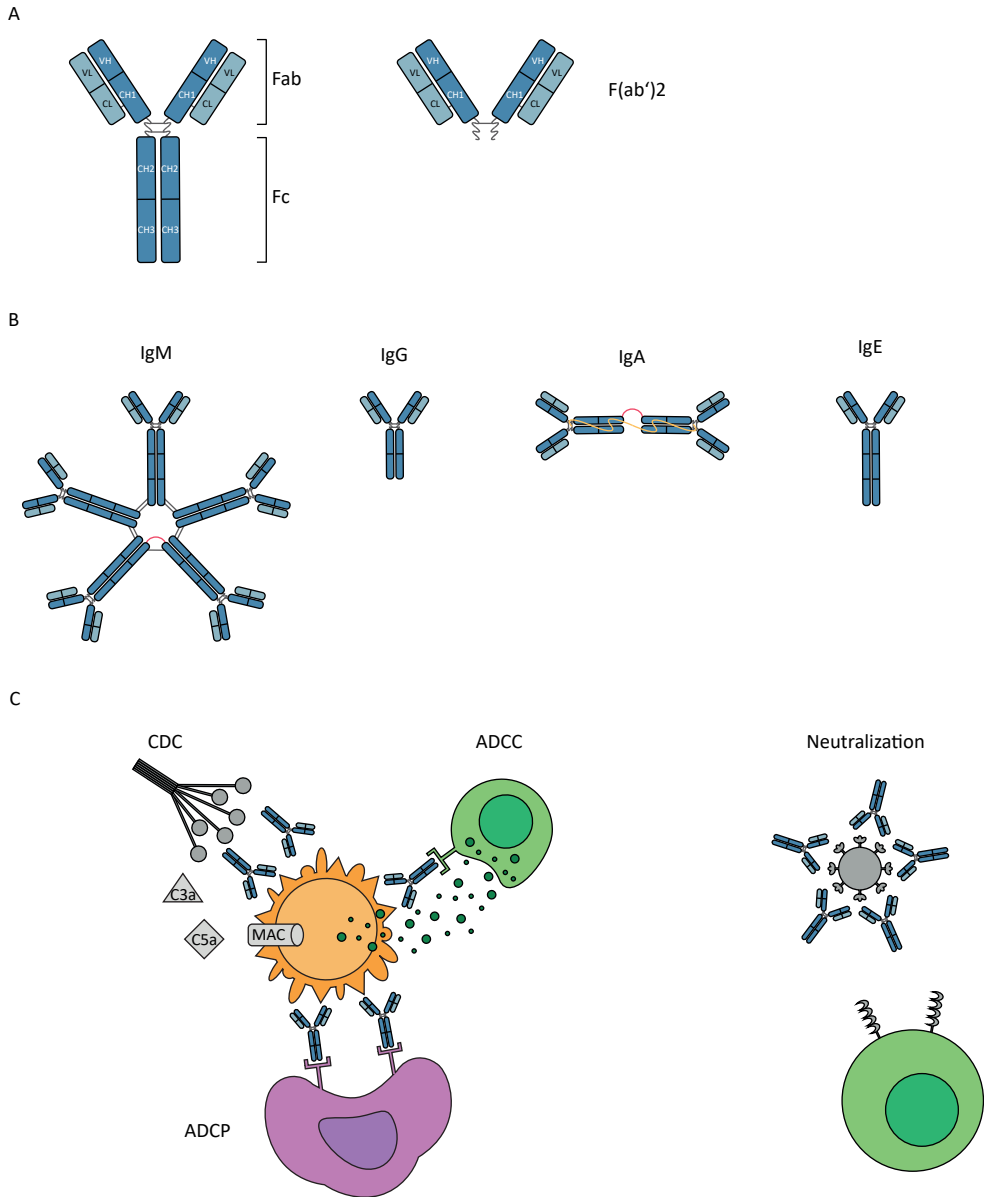 A
VH
VH
VL
VL
CH1
CH1
CL
CL
Fab
CH2
CH2
CH3
CH3
Fc
VH
VH
VL
VL
CH1
CH1
CL
CL
F(ab')2
B
IgM
IgG
IgA
IgE
C
CDC
ADCC
Neutralization
C3a
C5a
MAC
ADCP